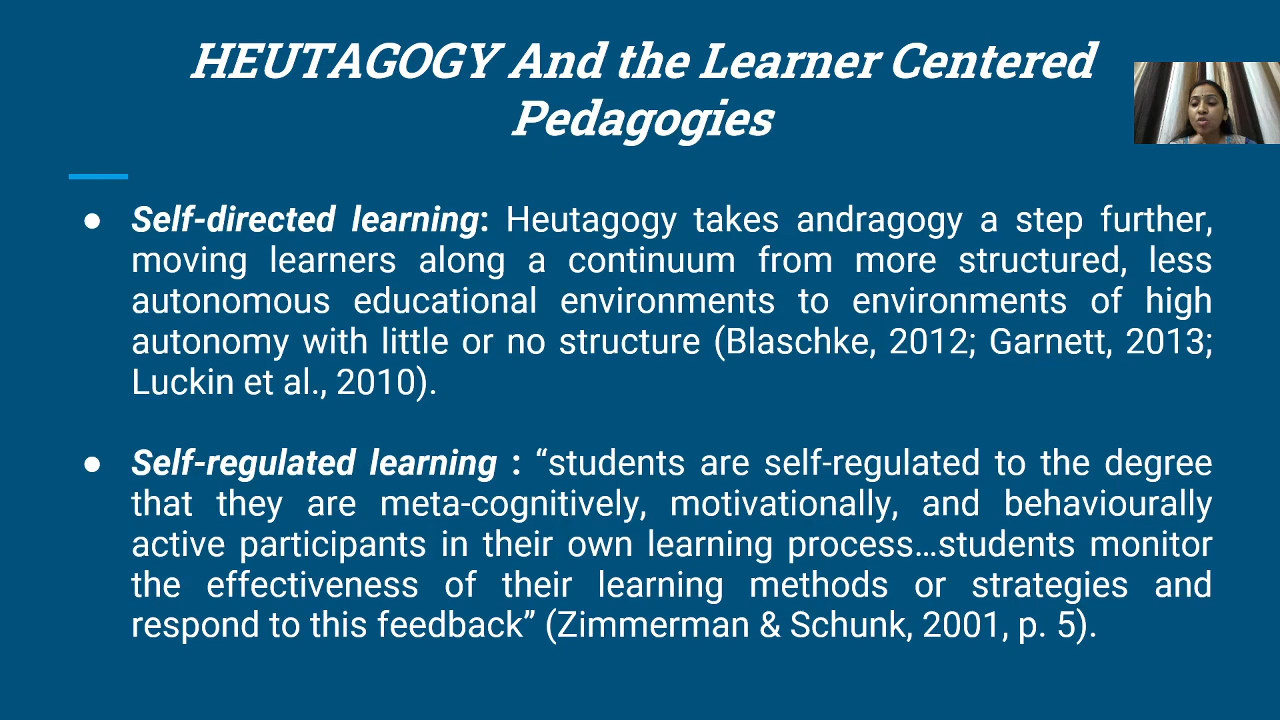 HEUTAGOGY And the Learner Centered
Pedagogies
● Self-directed learning: Heutagogy takes andragogy a step further,
moving learners along a continuum from more structured, less
autonomous educational environments to environments of high
autonomy with little or no structure (Blaschke, 2012; Garnett, 2013;
Luckin et al., 2010).
● Self-regulated learning : “students are self-regulated to the degree
that they are meta-cognitively, motivationally, and behaviourally
active participants in their own learning process…students monitor
the effectiveness of their learning methods or strategies and
respond to this feedback” (Zimmerman & Schunk, 2001, p. 5).